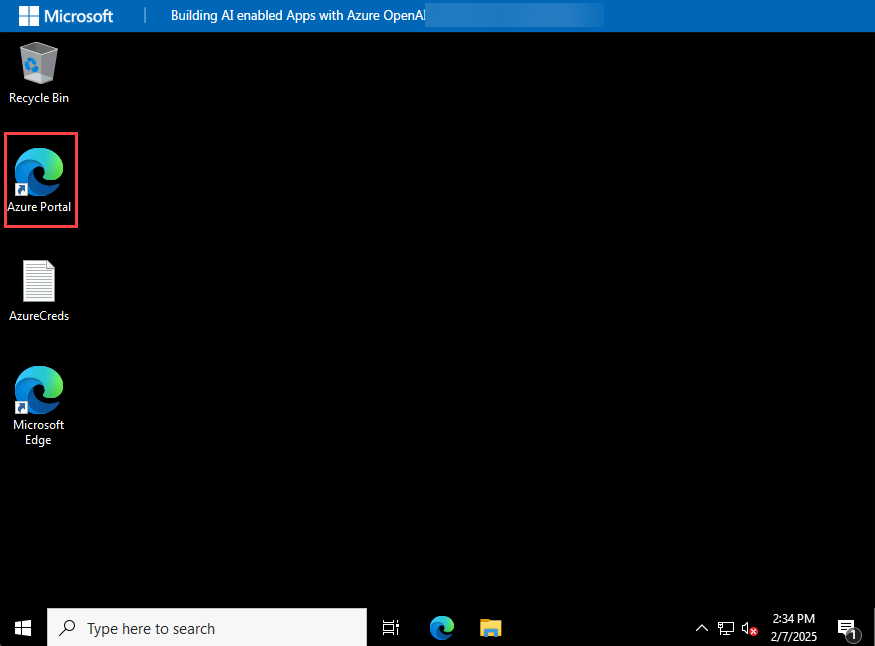 Microsoft | Building AI enabled Apps with Azure OpenAI
Recycle Bin
Azure Portal
AzureCreds
Microsoft
Edge
Type here to search
2:34 PM
2/7/2025
1